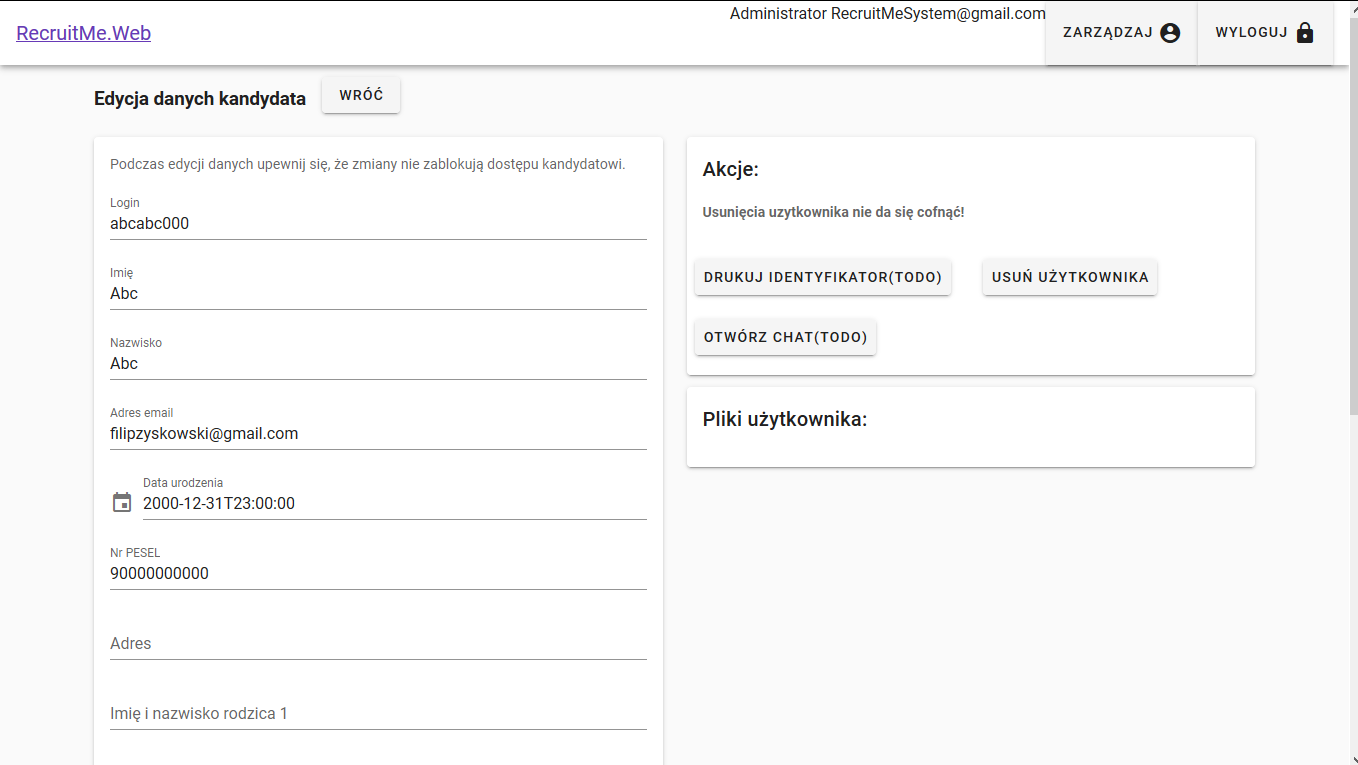 RecruitMe.Web
Administrator RecruitMeSystem@gmail.com
ZARZĄDZAJ
WYLOGUJ
Edycja danych kandydata
WRÓĆ
Podczas edycji danych upewnij się, że zmiany nie zablokują dostępu kandydatowi.
Login
abcabc000
Imię
Abc
Nazwisko
Abc
Adres email
filipzyskowski@gmail.com
Data urodzenia
2000-12-31T23:00:00
Nr PESEL
90000000000
Adres
Imię i nazwisko rodzica 1
Akcje:
Usunięcia uzytkownika nie da się cofnąć!
DRUKUJ IDENTYFIKATOR(TODO)
USUŃ UŻYTKOWNIKA
OTWÓRZ CHAT(TODO)
Pliki użytkownika: